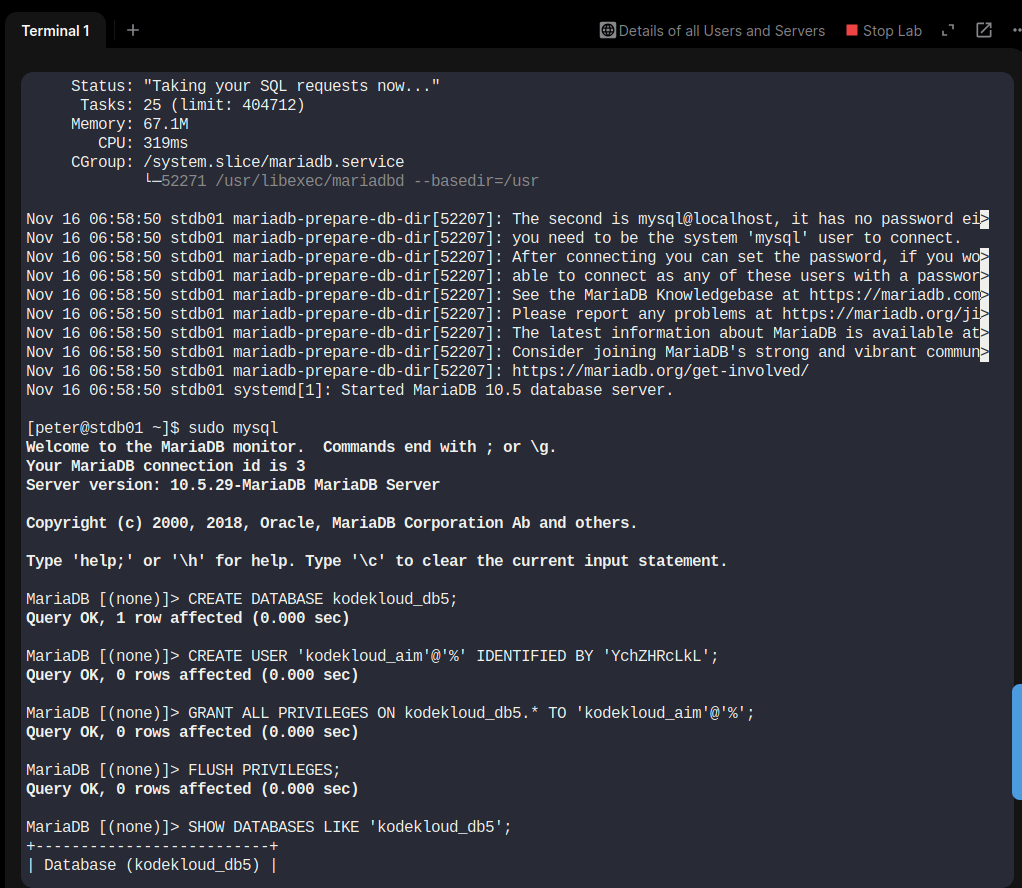 Terminal 1 + Details of all Users and Servers Stop Lab
Status: "Taking your SQL requests now..."
Tasks: 25 (limit: 404712)
Memory: 67.1M
CPU: 319ms
CGroup: /system.slice/mariadb.service
└─52271 /usr/libexec/mariadbd --basedir=/usr
Nov 16 06:58:50 stdb01 mariadb-prepare-db-dir[52207]: The second is mysql@localhost, it has no password ei>
Nov 16 06:58:50 stdb01 mariadb-prepare-db-dir[52207]: you need to be the system 'mysql' user to connect.
Nov 16 06:58:50 stdb01 mariadb-prepare-db-dir[52207]: After connecting you can set the password, if you wo>
Nov 16 06:58:50 stdb01 mariadb-prepare-db-dir[52207]: able to connect as any of these users with a passwor>
Nov 16 06:58:50 stdb01 mariadb-prepare-db-dir[52207]: See the MariaDB Knowledgebase at https://mariadb.com>
Nov 16 06:58:50 stdb01 mariadb-prepare-db-dir[52207]: Please report any problems at https://mariadb.org/ji>
Nov 16 06:58:50 stdb01 mariadb-prepare-db-dir[52207]: The latest information about MariaDB is available at>
Nov 16 06:58:50 stdb01 mariadb-prepare-db-dir[52207]: Consider joining MariaDB's strong and vibrant commun>
Nov 16 06:58:50 stdb01 mariadb-prepare-db-dir[52207]: https://mariadb.org/get-involved/
Nov 16 06:58:50 stdb01 systemd[1]: Started MariaDB 10.5 database server.
[peter@stdb01 ~]$ sudo mysql
Welcome to the MariaDB monitor.  Commands end with ; or \g.
Your MariaDB connection id is 3
Server version: 10.5.29-MariaDB MariaDB Server
Copyright (c) 2000, 2018, Oracle, MariaDB Corporation Ab and others.
Type 'help;' or '\h' for help. Type '\c' to clear the current input statement.
MariaDB [(none)]> CREATE DATABASE kodekloud_db5;
Query OK, 1 row affected (0.000 sec)
MariaDB [(none)]> CREATE USER 'kodekloud_aim'@'%' IDENTIFIED BY 'YchZHRcLkL';
Query OK, 0 rows affected (0.000 sec)
MariaDB [(none)]> GRANT ALL PRIVILEGES ON kodekloud_db5.* TO 'kodekloud_aim'@'%';
Query OK, 0 rows affected (0.000 sec)
MariaDB [(none)]> FLUSH PRIVILEGES;
Query OK, 0 rows affected (0.000 sec)
MariaDB [(none)]> SHOW DATABASES LIKE 'kodekloud_db5';
+--------------------------+
| Database (kodekloud_db5) |